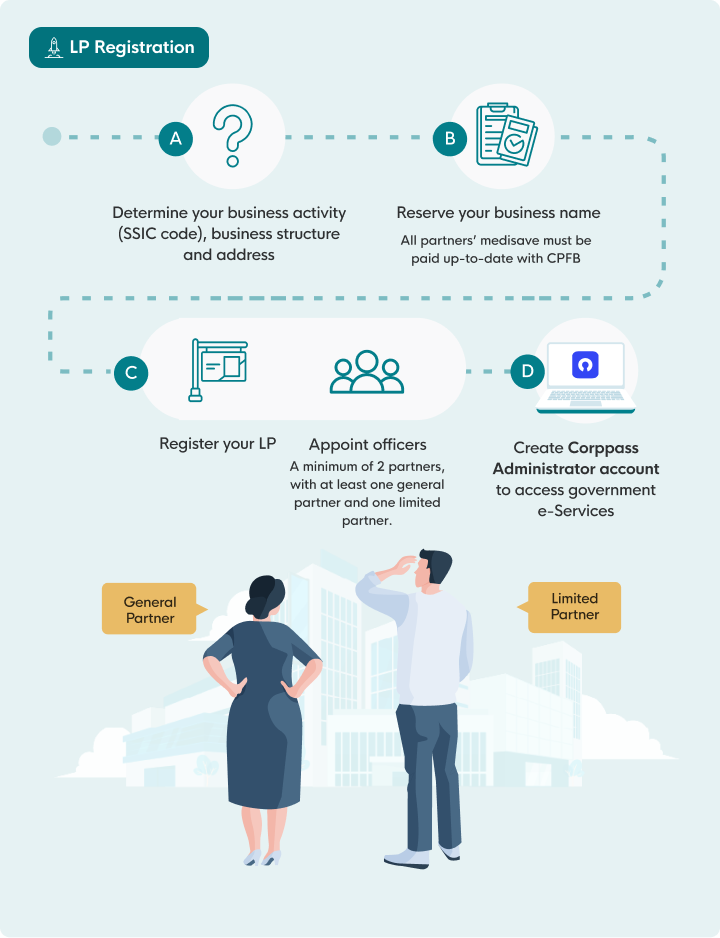 LP Registration
A
B
Determine your business activity
(SSIC code), business structure
and address
Reserve your business name
All partners’ medisave must be
paid up-to-date with CPFB
C
D
Register your LP
Appoint officers
A minimum of 2 partners,
with at least one general
partner and one limited
partner.
Create Corppass
Administrator account
to access government
e-Services
General
Partner
Limited
Partner